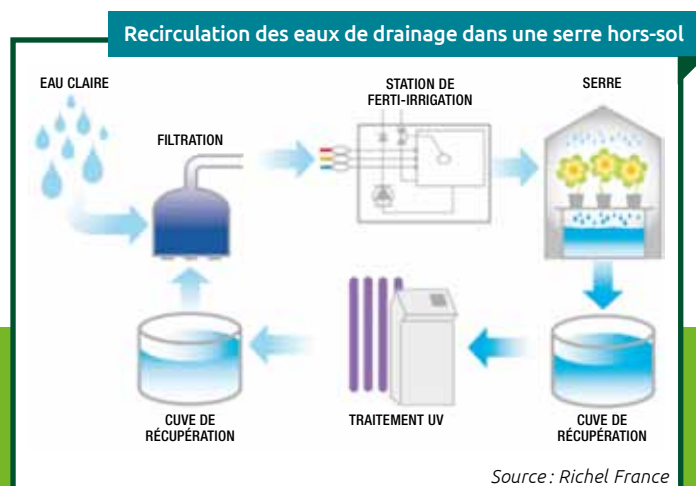 Recirculation des eaux de drainage dans une serre hors-sol
EAU CLAIRE
FILTRATION
STATION DE
FERTI-IRRIGATION
SERRE
CUVE DE
RÉCUPÉRATION
TRAITEMENT UV
CUVE DE
RÉCUPÉRATION
Source : Richel France